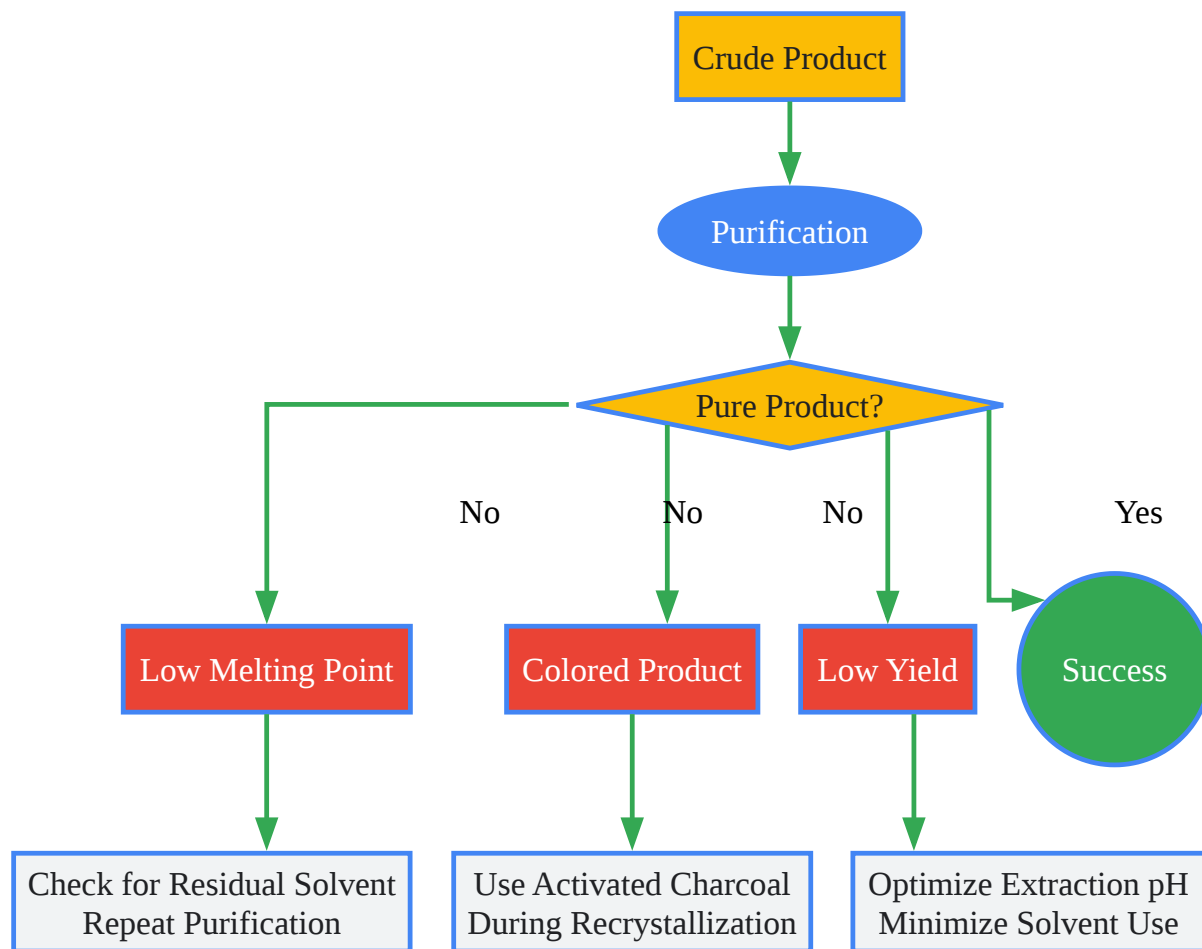 Crude Product
Purification
Pure Product?
No
No
No
Yes
Low Melting Point
Colored Product
Low Yield
Success
Check for Residual Solvent
Repeat Purification
Use Activated Charcoal
During Recrystallization
Optimize Extraction pH
Minimize Solvent Use